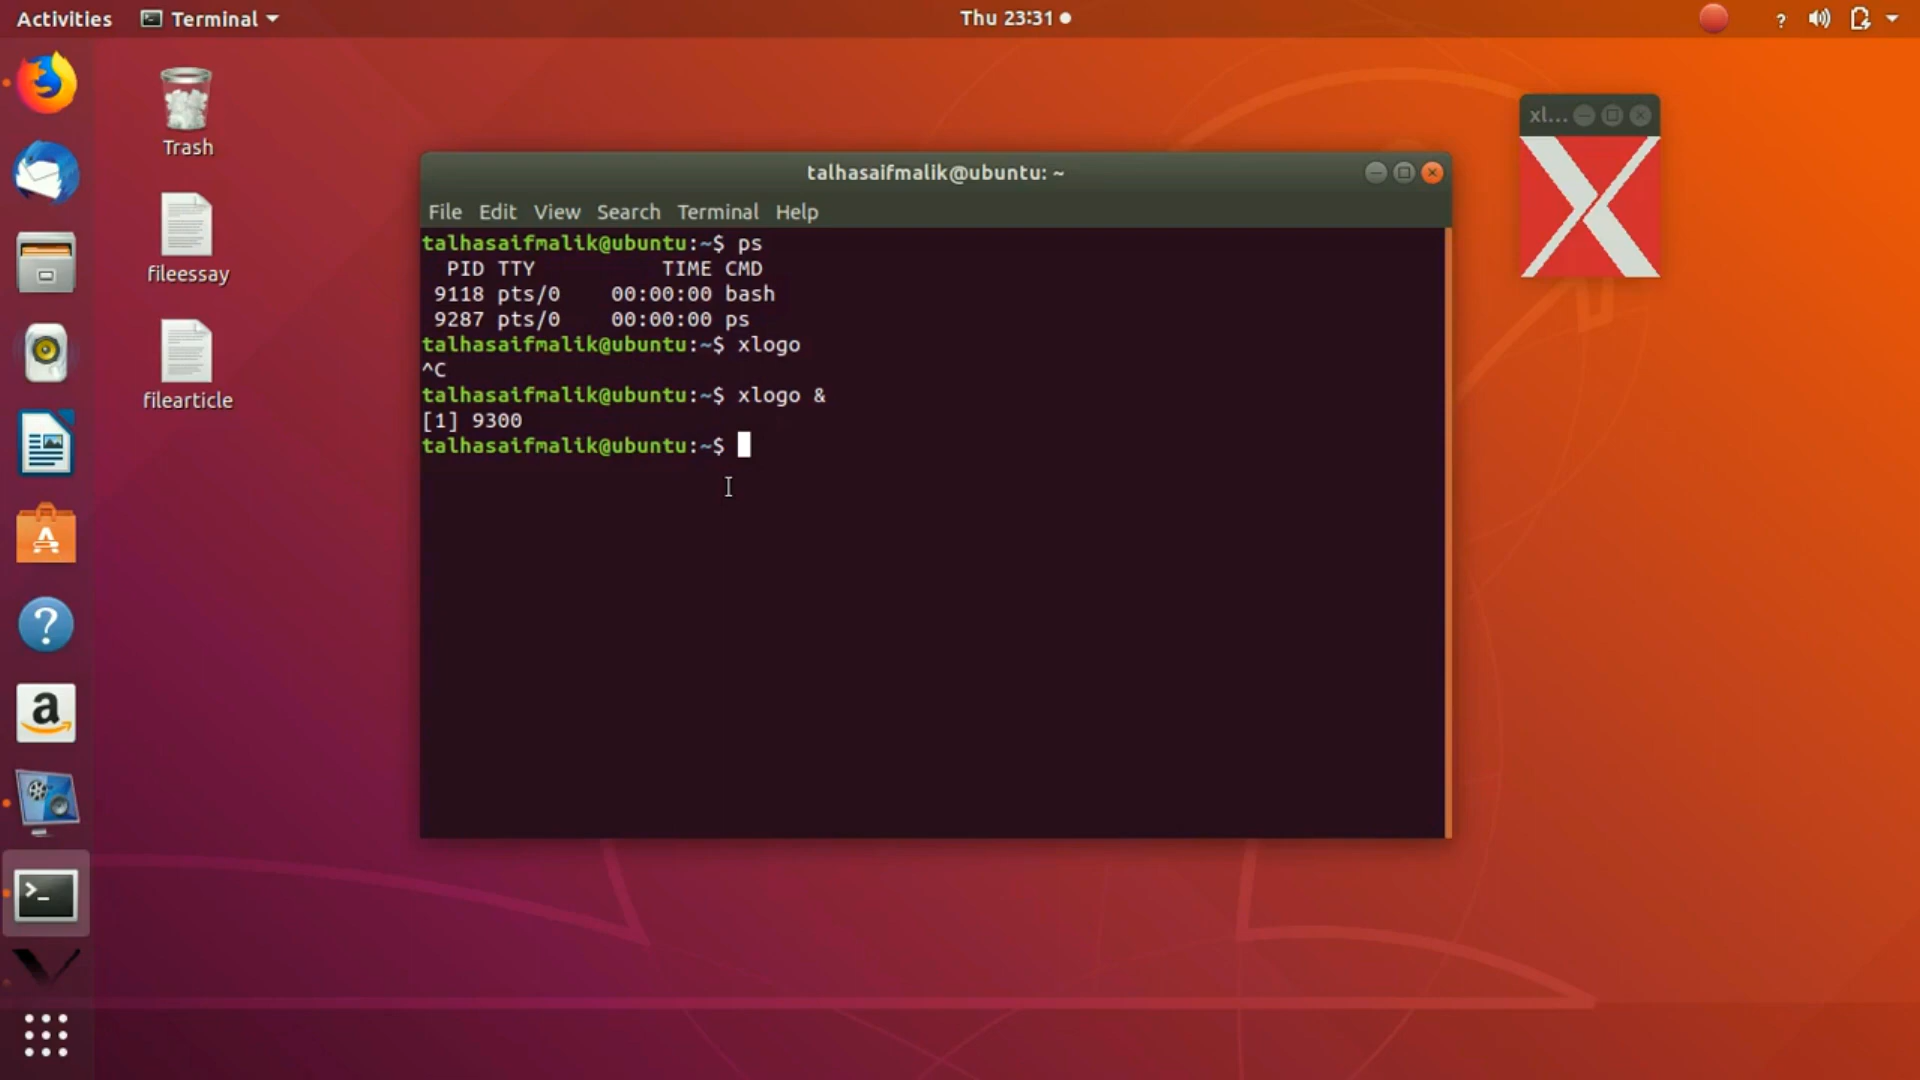 Activities
Terminal
Thu 23:31
?
Trash
fileessay
filearticle
xl...
talhasaifmalik@ubuntu: ~
File Edit View Search Terminal Help
talhasaifmalik@ubuntu:~$ ps
  PID TTY          TIME CMD
 9118 pts/0    00:00:00 bash
 9287 pts/0    00:00:00 ps
talhasaifmalik@ubuntu:~$ xlogo
^C
talhasaifmalik@ubuntu:~$ xlogo &
[1] 9300
talhasaifmalik@ubuntu:~$